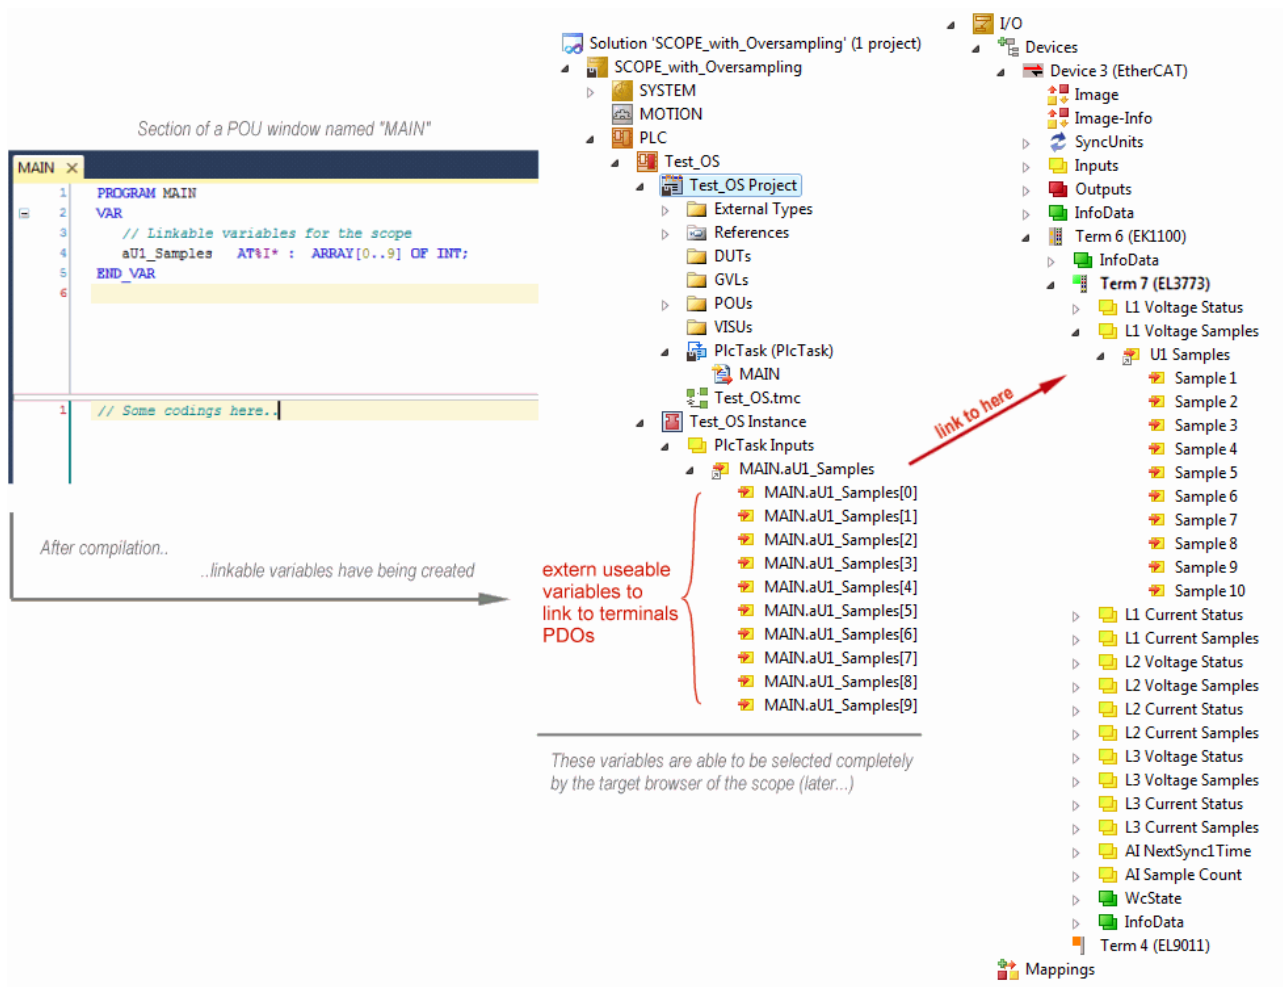 Section of a POU window named "MAIN"
MAIN ×
1 PROGRAM MAIN
2 VAR
3 // Linkable variables for the scope
4 aU1_Samples AT%I* : ARRAY[0..9] OF INT;
5 END_VAR
6
1 // Some codings here..
After compilation..
..linkable variables have being created
Solution 'SCOPE_with_Oversampling' (1 project)
SCOPE_with_Oversampling
SYSTEM
MOTION
PLC
Test_OS
Test_OS Project
External Types
References
DUTs
GVLs
POUs
VISUs
PlcTask (PlcTask)
MAIN
Test_OS.tmc
Test_OS Instance
PlcTask Inputs
MAIN.aU1_Samples
MAIN.aU1_Samples[0]
MAIN.aU1_Samples[1]
MAIN.aU1_Samples[2]
MAIN.aU1_Samples[3]
MAIN.aU1_Samples[4]
MAIN.aU1_Samples[5]
MAIN.aU1_Samples[6]
MAIN.aU1_Samples[7]
MAIN.aU1_Samples[8]
MAIN.aU1_Samples[9]
extern useable
variables to
link to terminals
PDOs
These variables are able to be selected completely
by the target browser of the scope (later...)
link to here
I/O
Devices
Device 3 (EtherCAT)
Image
Image-Info
SyncUnits
Inputs
Outputs
InfoData
Term 6 (EK1100)
InfoData
Term 7 (EL3773)
L1 Voltage Status
L1 Voltage Samples
U1 Samples
Sample 1
Sample 2
Sample 3
Sample 4
Sample 5
Sample 6
Sample 7
Sample 8
Sample 9
Sample 10
L1 Current Status
L1 Current Samples
L2 Voltage Status
L2 Voltage Samples
L2 Current Status
L2 Current Samples
L3 Voltage Status
L3 Voltage Samples
L3 Current Status
L3 Current Samples
AI NextSync1Time
AI Sample Count
WcState
InfoData
Term 4 (EL9011)
Mappings